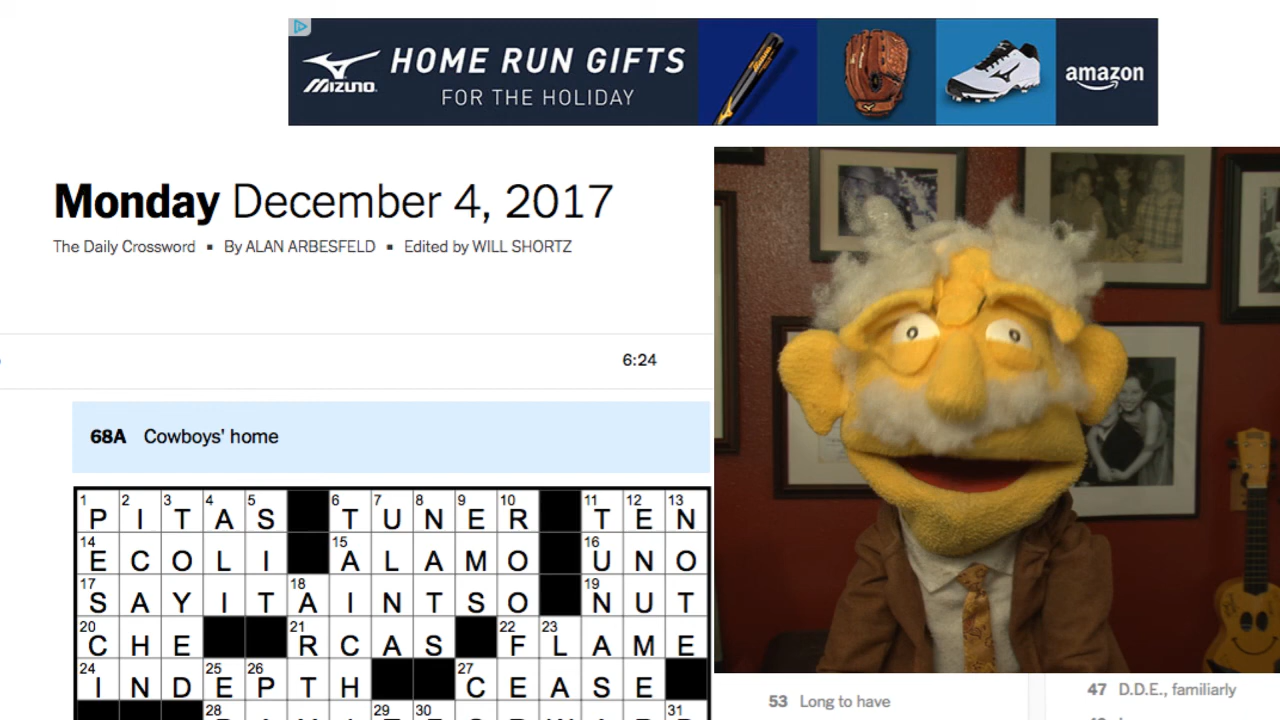 MIZUNO
HOME RUN GIFTS
FOR THE HOLIDAY
amazon
Monday December 4, 2017
The Daily Crossword ▪ By ALAN ARBESFELD ▪ Edited by WILL SHORTZ
6:24
68A Cowboys' home
1 2 3 4 5 6 7 8 9 10 11 12 13
P I T A S T U N E R T E N
14 15 16
E C O L I A L A M O U N O
17 18 19
S A Y I T A I N T S O N U T
20 21 22 23
C H E R C A S F L A M E
24 25 26 27
I N D E P T H C E A S E
28 29 30 31
53 Long to have
47 D.D.E., familiarly